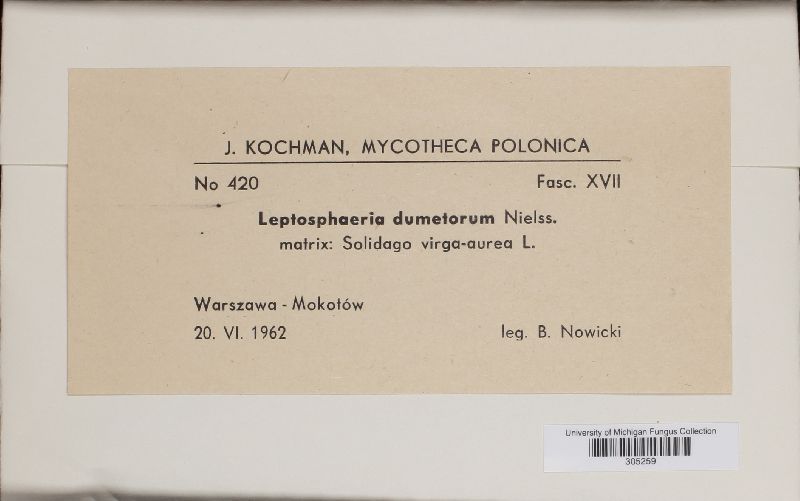 J. KOCHMAN, MYCOTHECA POLONICA
No 420 Fasc. XVII
Leptosphaeria dumetorum Nielss.
matrix: Solidago virga-aurea L.
Warszawa - Mokotów
20. VI. 1962 leg. B. Nowicki
University of Michigan Fungus Collection
305259